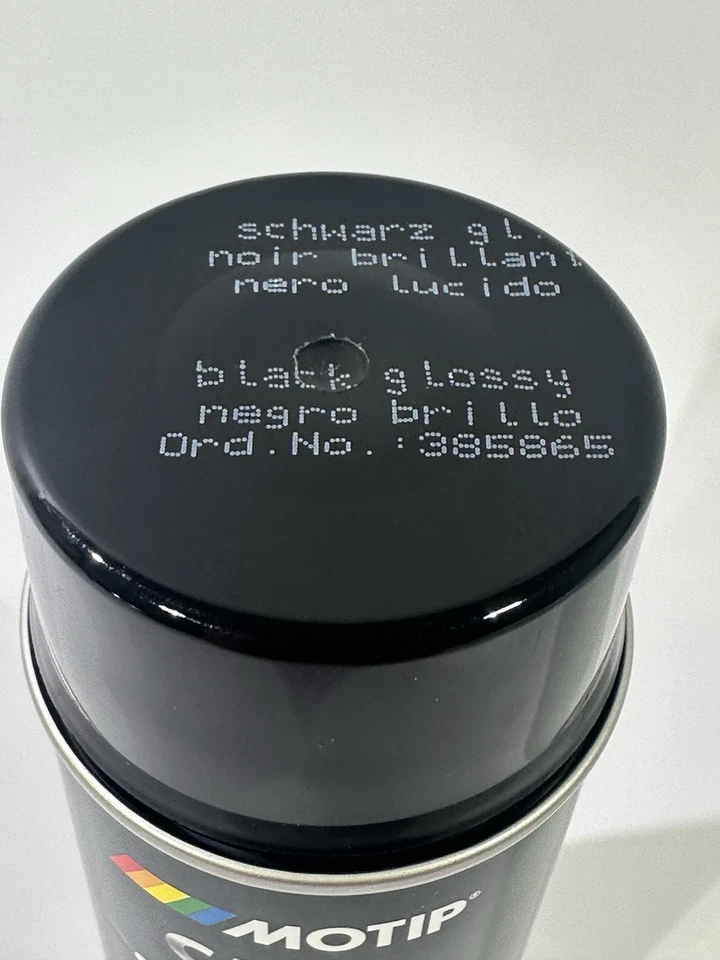 schwarz gl.
noir brillant
nero lucido
black glossy
negro brillo
Ord.No.:385865
MOTIP®